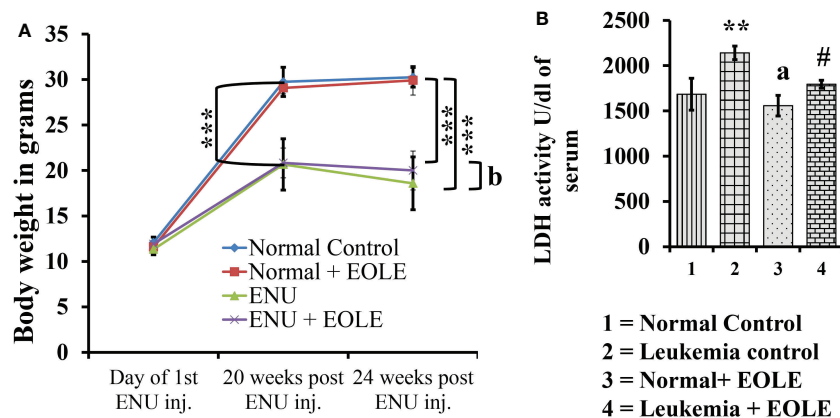 A
Body weight in grams
35
30
25
20
15
10
5
0
***
***
***
b
Normal Control
Normal + EOLE
ENU
ENU + EOLE
Day of 1st
ENU inj.
20 weeks post
ENU inj.
24 weeks post
ENU inj.
B
LDH activity U/dl of
serum
2500
2000
1500
1000
500
0
**
a
#
1 2 3 4
1 = Normal Control
2 = Leukemia control
3 = Normal+ EOLE
4 = Leukemia + EOLE